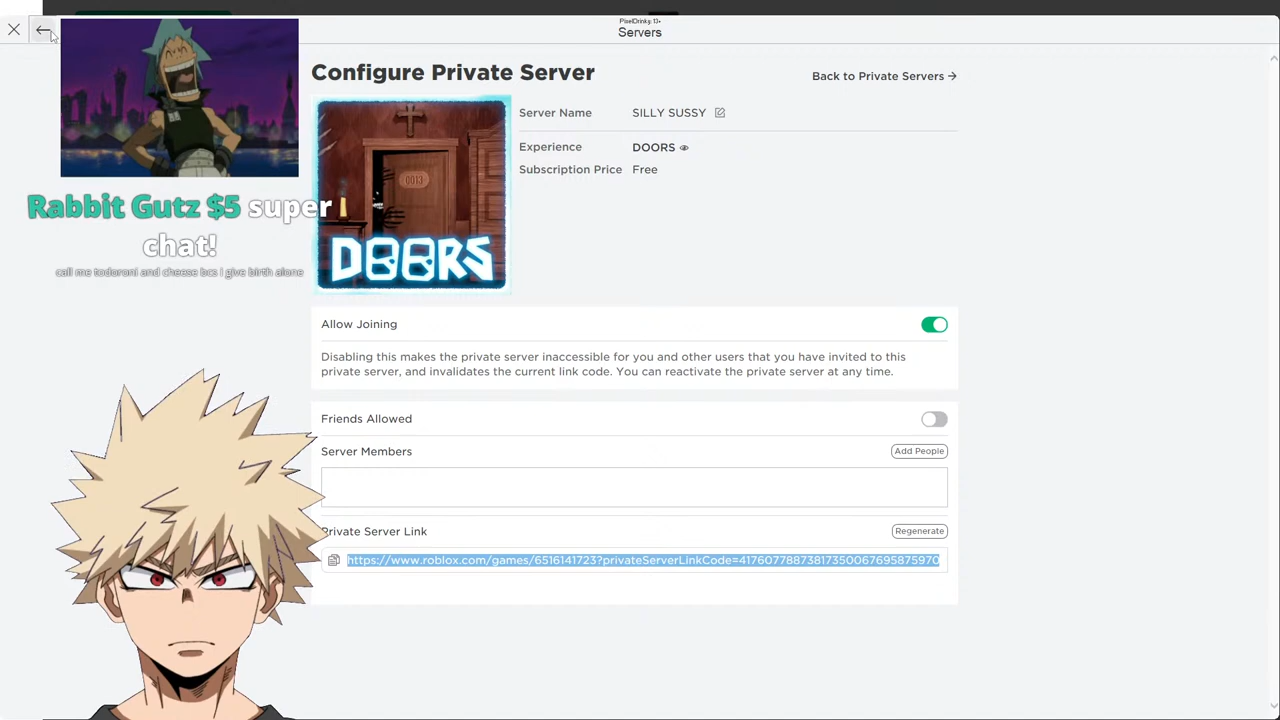 PixelDrinky: 13+
Servers
Configure Private Server
Back to Private Servers →
Server Name SILLY SUSSY
Experience DOORS
Subscription Price Free
0013
DOORS
Rabbit Gutz $5 super
chat!
call me todoroni and cheese bcs I give birth alone
Allow Joining
Disabling this makes the private server inaccessible for you and other users that you have invited to this
private server, and invalidates the current link code. You can reactivate the private server at any time.
Friends Allowed
Server Members Add People
Private Server Link Regenerate
https://www.roblox.com/games/6516141723?privateServerLinkCode=41760778873817350067695875970